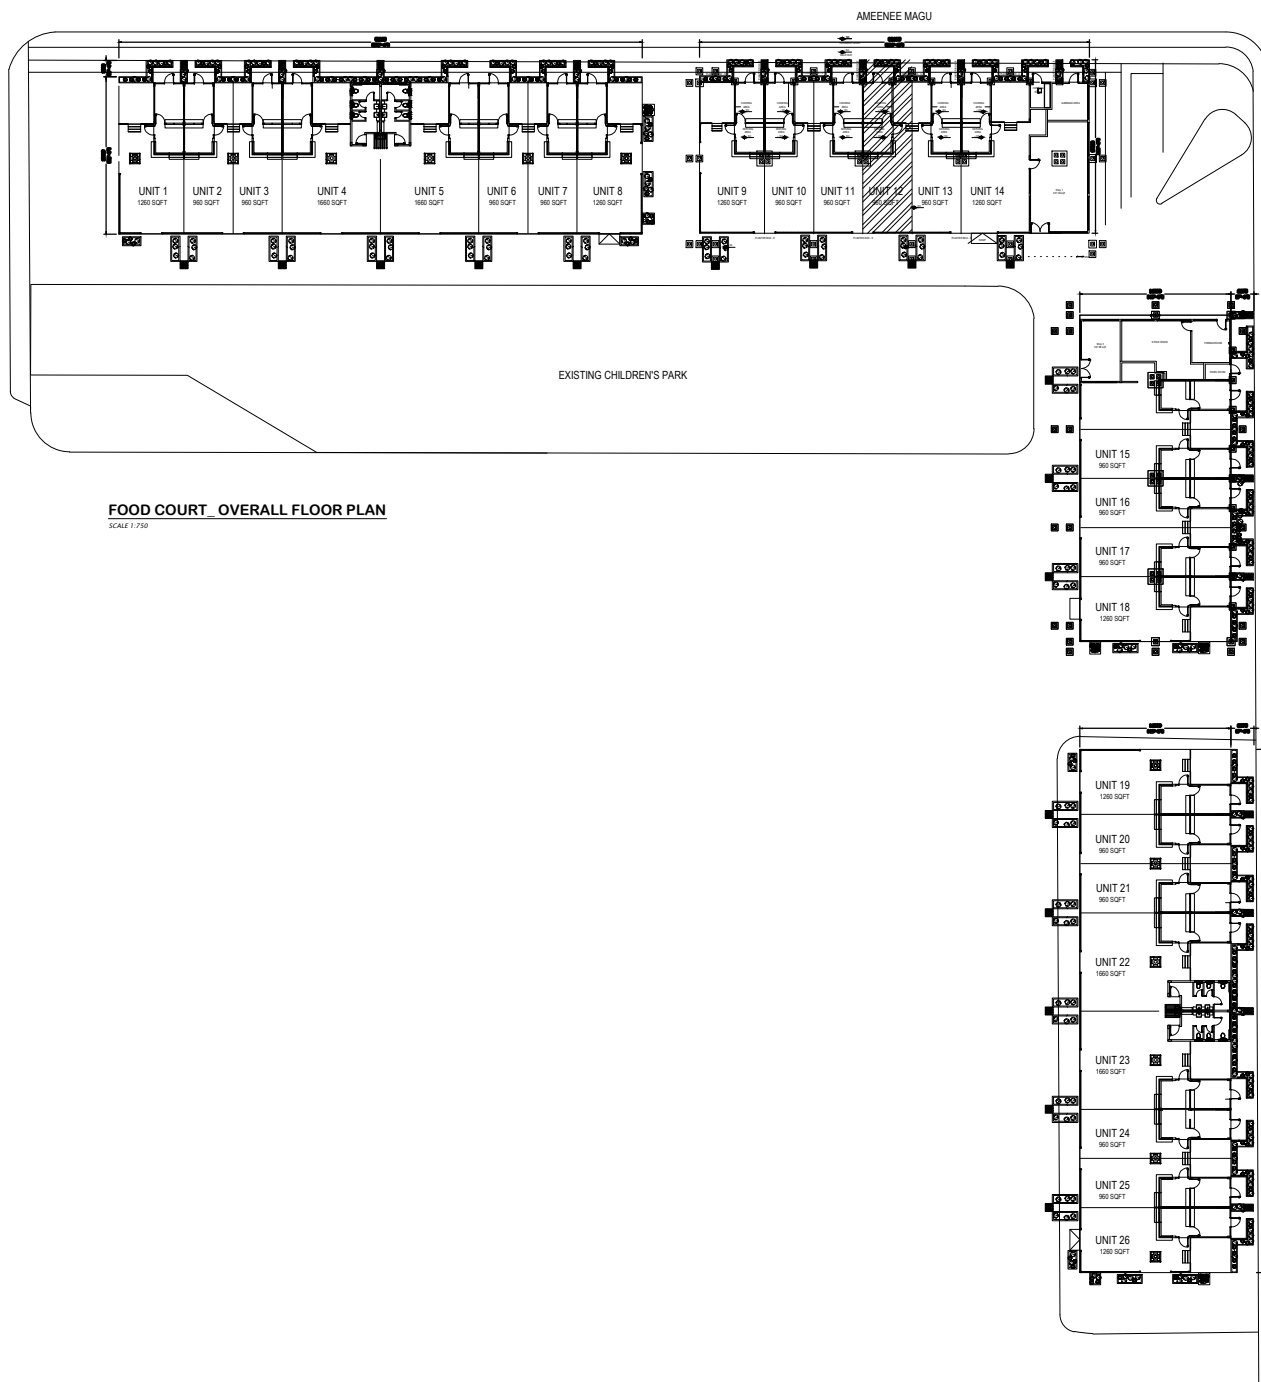 AMEENEE MAGU
UNIT 1
1260 SQFT
UNIT 2
960 SQFT
UNIT 3
960 SQFT
UNIT 4
1660 SQFT
UNIT 5
1660 SQFT
UNIT 6
960 SQFT
UNIT 7
960 SQFT
UNIT 8
1260 SQFT
UNIT 9
1260 SQFT
UNIT 10
960 SQFT
UNIT 11
960 SQFT
UNIT 12
960 SQFT
UNIT 13
960 SQFT
UNIT 14
1260 SQFT
EXISTING CHILDREN'S PARK
UNIT 15
960 SQFT
UNIT 16
960 SQFT
UNIT 17
960 SQFT
UNIT 18
1260 SQFT
FOOD COURT_ OVERALL FLOOR PLAN
SCALE 1:750
UNIT 19
1260 SQFT
UNIT 20
960 SQFT
UNIT 21
960 SQFT
UNIT 22
1660 SQFT
UNIT 23
1660 SQFT
UNIT 24
960 SQFT
UNIT 25
960 SQFT
UNIT 26
1260 SQFT